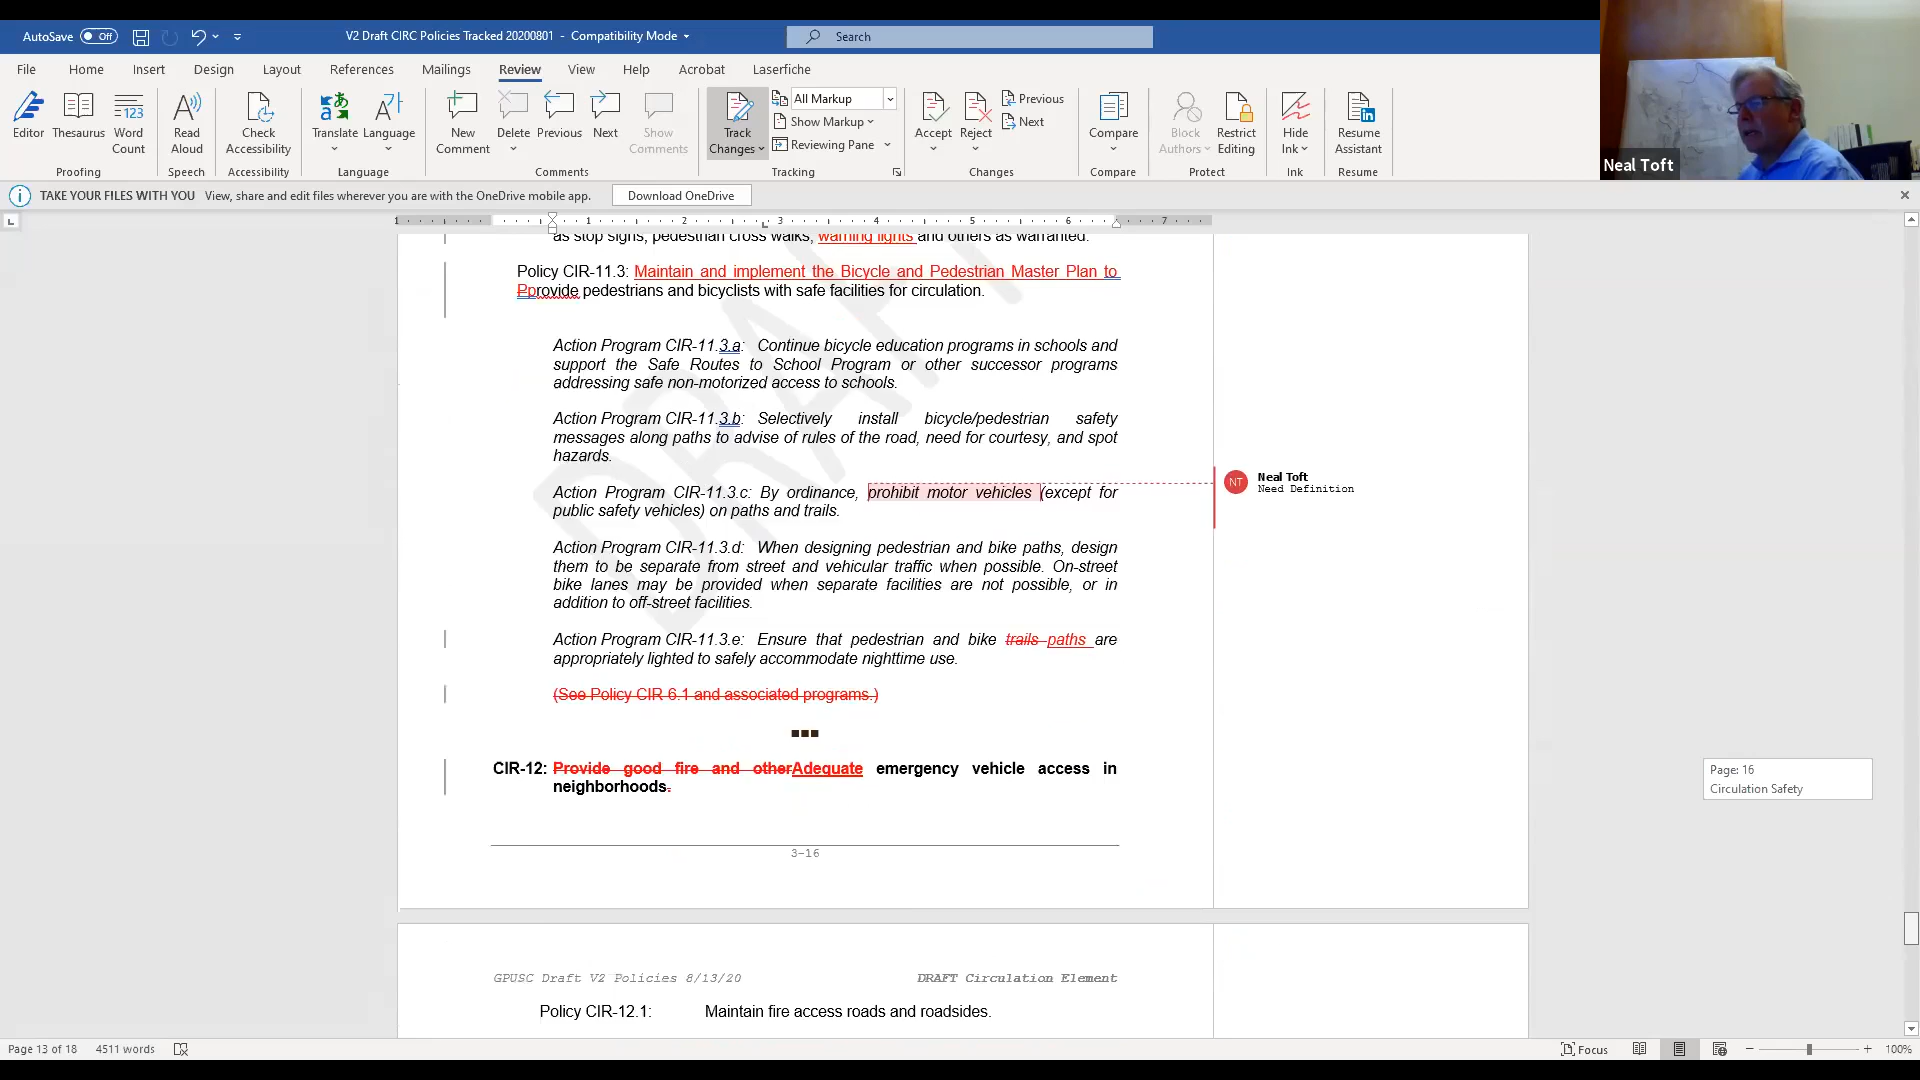 AutoSave Off V2 Draft CIRC Policies Tracked 20200801 - Compatibility Mode Search
File Home Insert Design Layout References Mailings Review View Help Acrobat Laserfiche
Editor Thesaurus Word Count Read Aloud Check Accessibility Translate Language New Comment Delete Previous Next Show Comments Track Changes All Markup Show Markup Reviewing Pane Accept Reject Previous Next Compare Block Authors Restrict Editing Hide Ink Resume Assistant
Proofing Speech Accessibility Language Comments Tracking Changes Compare Protect Ink Resume
Neal Toft
TAKE YOUR FILES WITH YOU View, share and edit files wherever you are with the OneDrive mobile app. Download OneDrive
1 1 2 3 4 5 6 7
DRAFT
as stop signs, pedestrian cross walks, warning lights and others as warranted.
Policy CIR-11.3: Maintain and implement the Bicycle and Pedestrian Master Plan to
Pprovide pedestrians and bicyclists with safe facilities for circulation.
Action Program CIR-11.3.a: Continue bicycle education programs in schools and
support the Safe Routes to School Program or other successor programs
addressing safe non-motorized access to schools.
Action Program CIR-11.3.b: Selectively install bicycle/pedestrian safety
messages along paths to advise of rules of the road, need for courtesy, and spot
hazards.
Action Program CIR-11.3.c: By ordinance, prohibit motor vehicles (except for
public safety vehicles) on paths and trails.
NT Neal Toft
Need Definition
Action Program CIR-11.3.d: When designing pedestrian and bike paths, design
them to be separate from street and vehicular traffic when possible. On-street
bike lanes may be provided when separate facilities are not possible, or in
addition to off-street facilities.
Action Program CIR-11.3.e: Ensure that pedestrian and bike trails paths are
appropriately lighted to safely accommodate nighttime use.
(See Policy CIR 6.1 and associated programs.)
CIR-12: Provide good fire and otherAdequate emergency vehicle access in
neighborhoods.
Page: 16
Circulation Safety
3-16
GPUSC Draft V2 Policies 8/13/20 DRAFT Circulation Element
Policy CIR-12.1: Maintain fire access roads and roadsides.
Page 13 of 18 4511 words Focus 100%